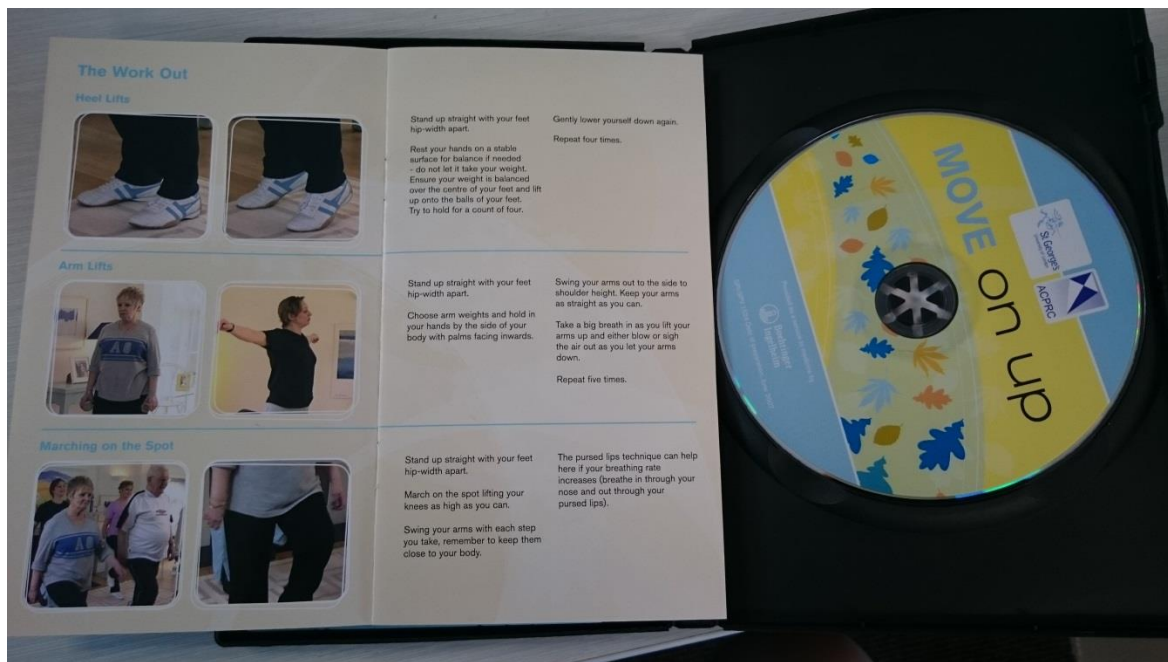 The Work Out
Heel Lifts
Stand up straight with your feet
hip-width apart.
Rest your hands on a stable
surface for balance if needed
- do not let it take your weight.
Ensure your weight is balanced
over the centre of your feet and lift
up onto the balls of your feet.
Try to hold for a count of four.
Gently lower yourself down again.
Repeat four times.
Arm Lifts
Stand up straight with your feet
hip-width apart.
Choose arm weights and hold in
your hands by the side of your
body with palms facing inwards.
Swing your arms out to the side to
shoulder height. Keep your arms
as straight as you can.
Take a big breath in as you lift your
arms up and either blow or sigh
the air out as you let your arms
down.
Repeat five times.
Marching on the Spot
Stand up straight with your feet
hip-width apart.
March on the spot lifting your
knees as high as you can.
Swing your arms with each step
you take, remember to keep them
close to your body.
The pursed lips technique can help
here if your breathing rate
increases (breathe in through your
nose and out through your
pursed lips).
MOVE
on up
St George's
ACPRC